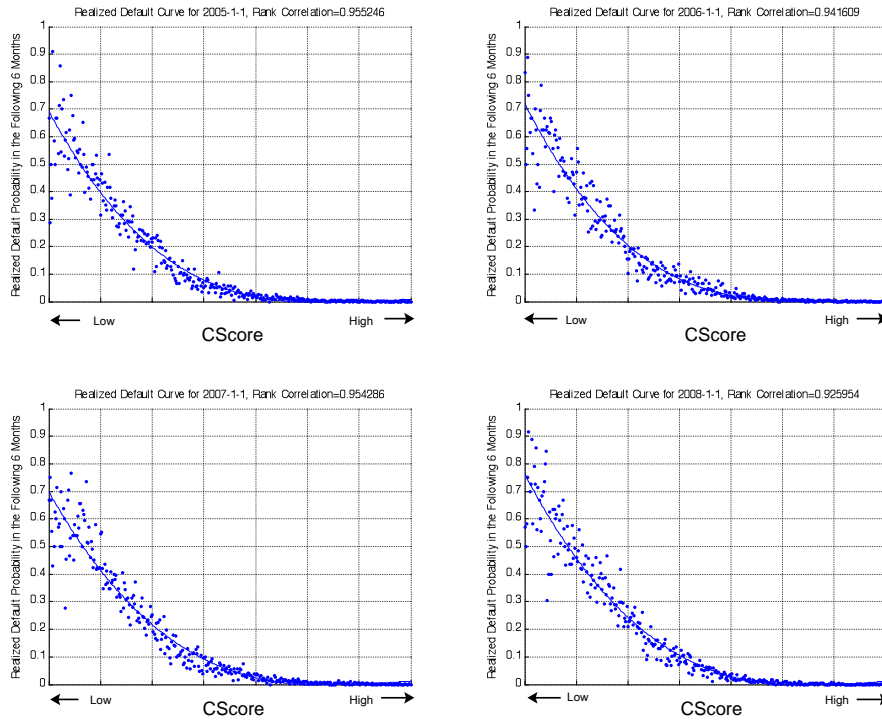 Realized Default Curve for 2005-1-1, Rank Correlation=0.955246
Realized Default Probability in the Following 6 Months
1
0.9
0.8
0.7
0.6
0.5
0.4
0.3
0.2
0.1
0
Low
High
CScore
Realized Default Curve for 2006-1-1, Rank Correlation=0.941609
Realized Default Probability in the Following 6 Months
1
0.9
0.8
0.7
0.6
0.5
0.4
0.3
0.2
0.1
0
Low
High
CScore
Realized Default Curve for 2007-1-1, Rank Correlation=0.954286
Realized Default Probability in the Following 6 Months
1
0.9
0.8
0.7
0.6
0.5
0.4
0.3
0.2
0.1
0
Low
High
CScore
Realized Default Curve for 2008-1-1, Rank Correlation=0.925954
Realized Default Probability in the Following 6 Months
1
0.9
0.8
0.7
0.6
0.5
0.4
0.3
0.2
0.1
0
Low
High
CScore